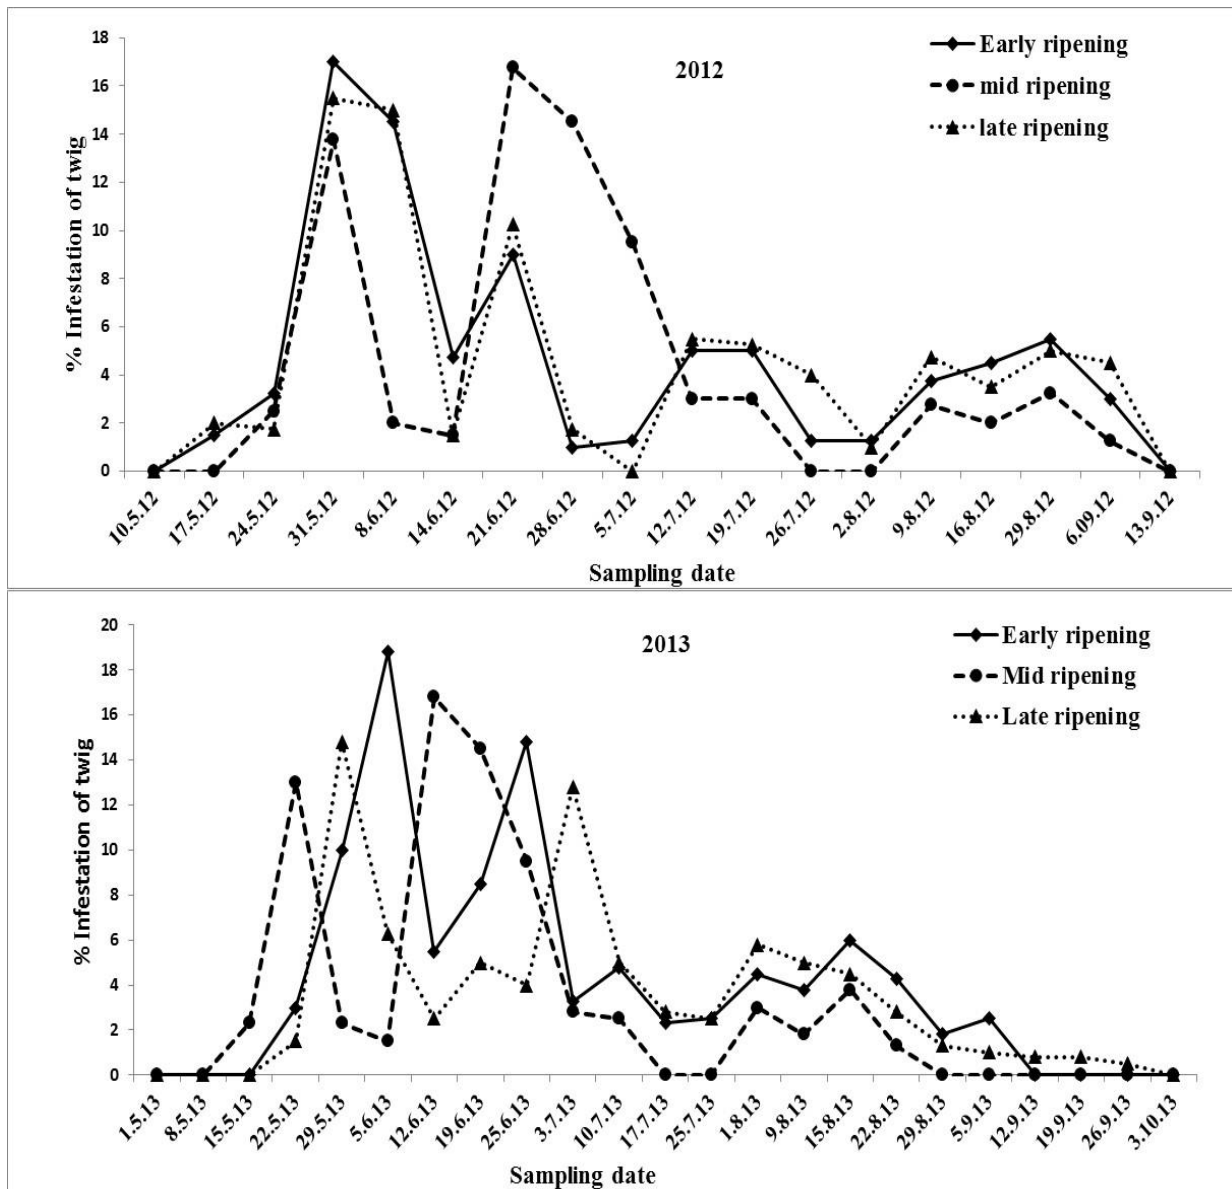 2012
Early ripening
mid ripening
late ripening
% Infestation of twig
18
16
14
12
10
8
6
4
2
0
10.5.12 17.5.12 24.5.12 31.5.12 8.6.12 14.6.12 21.6.12 28.6.12 5.7.12 12.7.12 19.7.12 26.7.12 2.8.12 9.8.12 16.8.12 29.8.12 6.09.12 13.9.12
Sampling date
2013
Early ripening
Mid ripening
Late ripening
% Infestation of twig
20
18
16
14
12
10
8
6
4
2
0
1.5.13 8.5.13 15.5.13 22.5.13 29.5.13 5.6.13 12.6.13 19.6.13 25.6.13 3.7.13 10.7.13 17.7.13 25.7.13 1.8.13 9.8.13 15.8.13 22.8.13 29.8.13 5.9.13 12.9.13 19.9.13 26.9.13 3.10.13
Sampling date